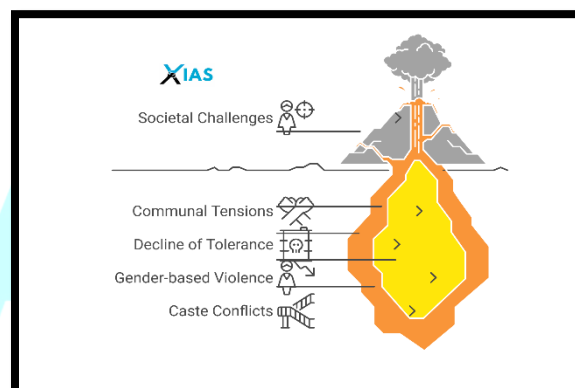 XIAS
Societal Challenges
Communal Tensions
Decline of Tolerance
Gender-based Violence
Caste Conflicts